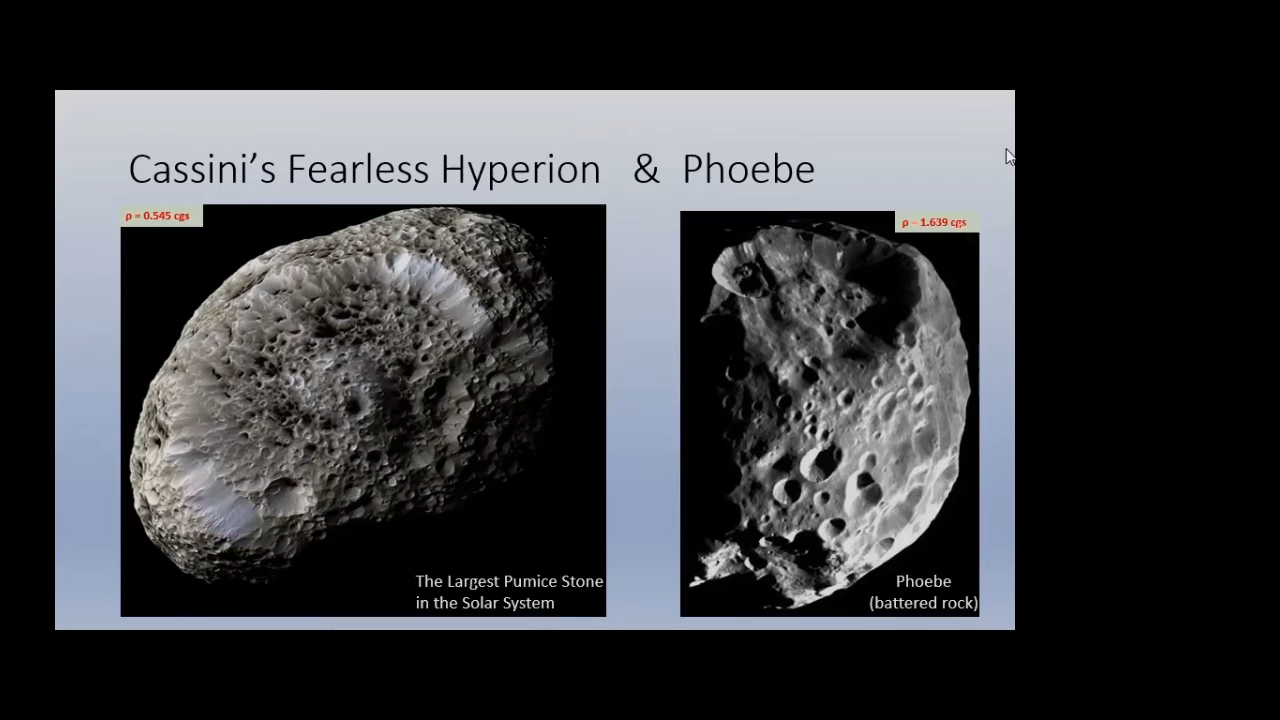 Cassini's Fearless Hyperion & Phoebe
ρ = 0.545 cgs
ρ – 1.639 cgs
The Largest Pumice Stone
in the Solar System
Phoebe
(battered rock)